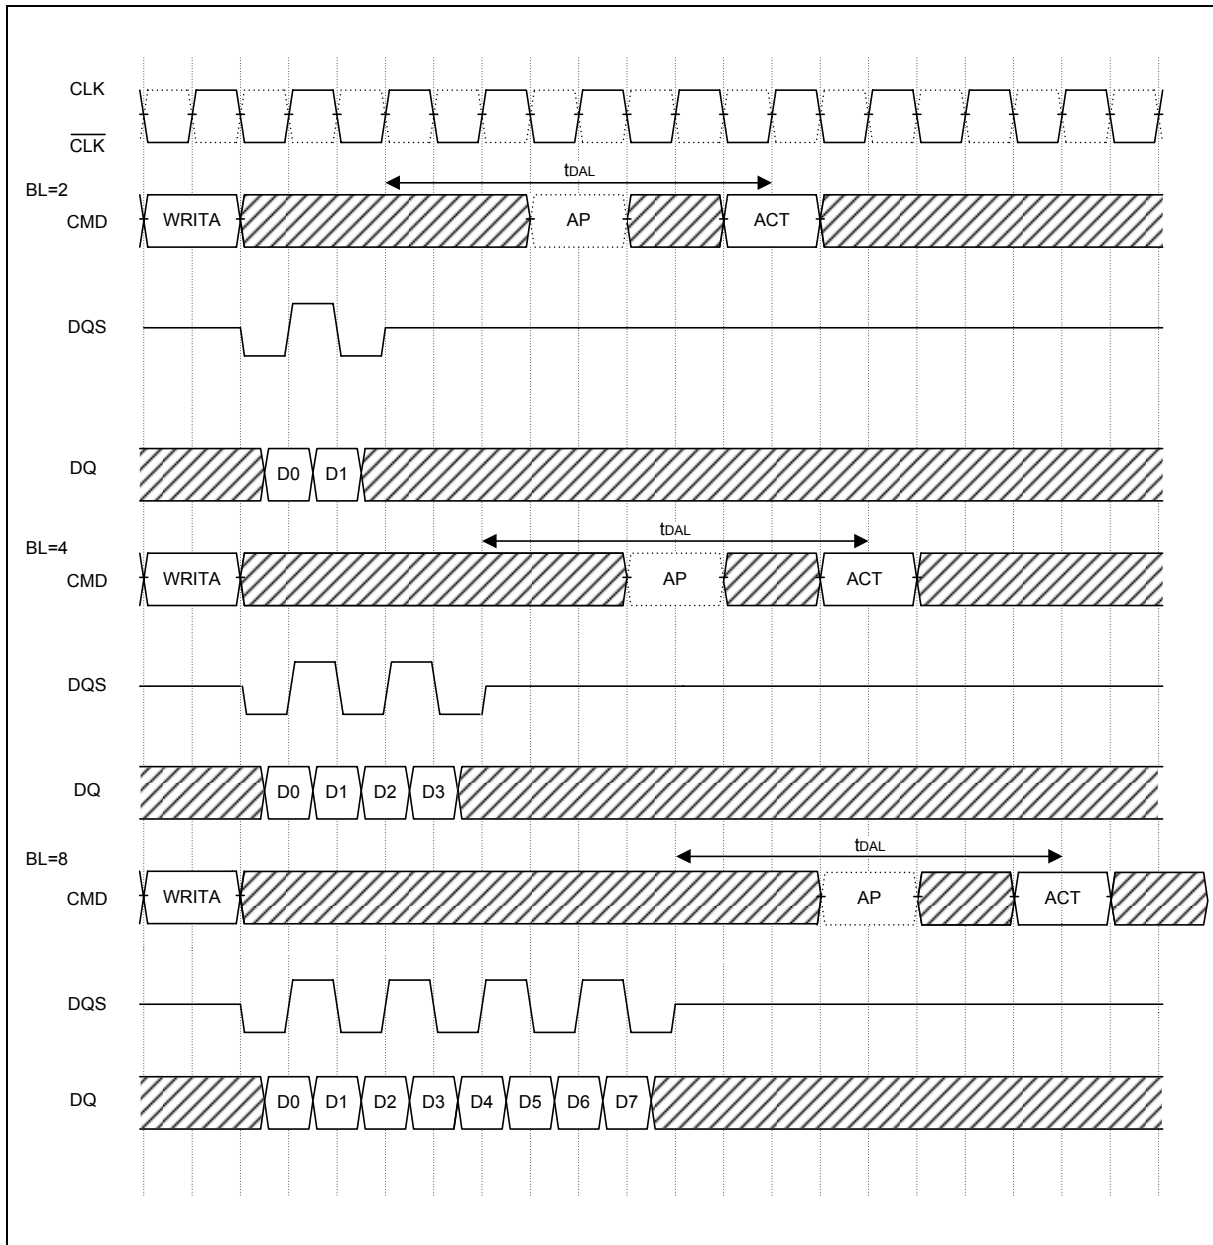 CLK
CLK
tDAL
BL=2
CMD WRITA AP ACT
DQS
DQ D0 D1
tDAL
BL=4
CMD WRITA AP ACT
DQS
DQ D0 D1 D2 D3
tDAL
BL=8
CMD WRITA AP ACT
DQS
DQ D0 D1 D2 D3 D4 D5 D6 D7